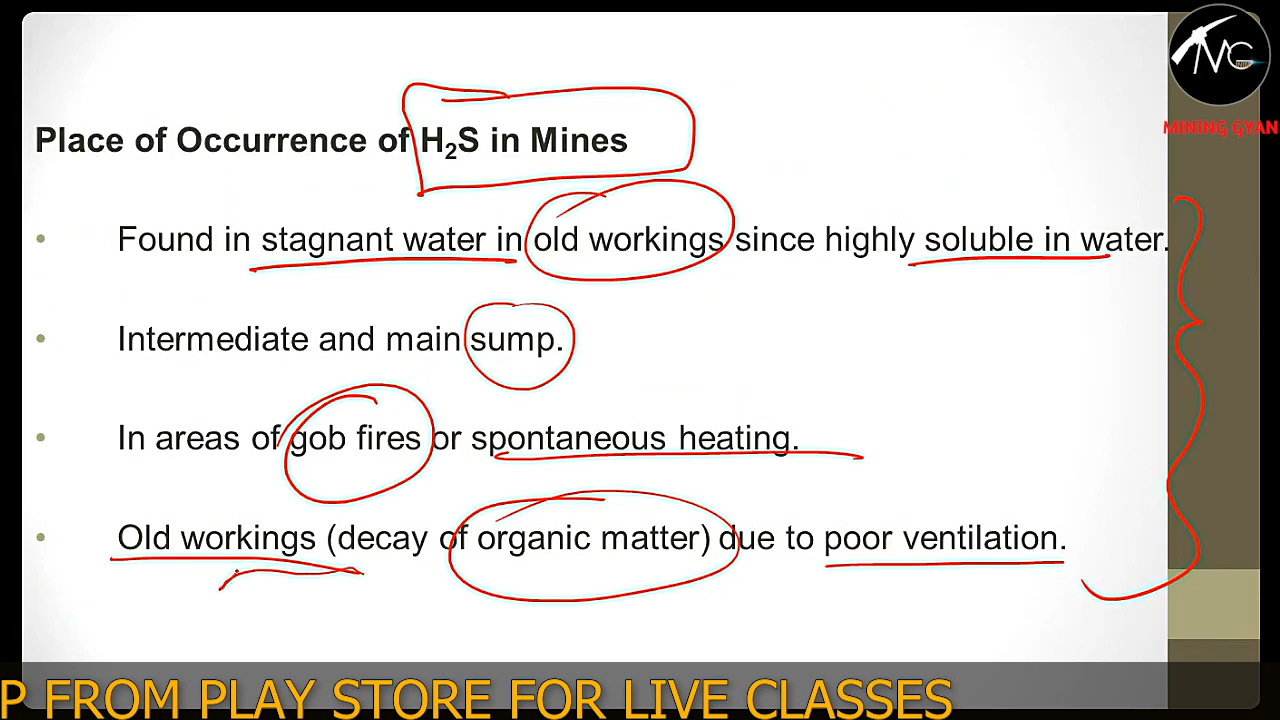 MG
MINING GYAN
Place of Occurrence of H₂S in Mines
• Found in stagnant water in old workings since highly soluble in water.
• Intermediate and main sump.
• In areas of gob fires or spontaneous heating.
• Old workings (decay of organic matter) due to poor ventilation.
P FROM PLAY STORE FOR LIVE CLASSES